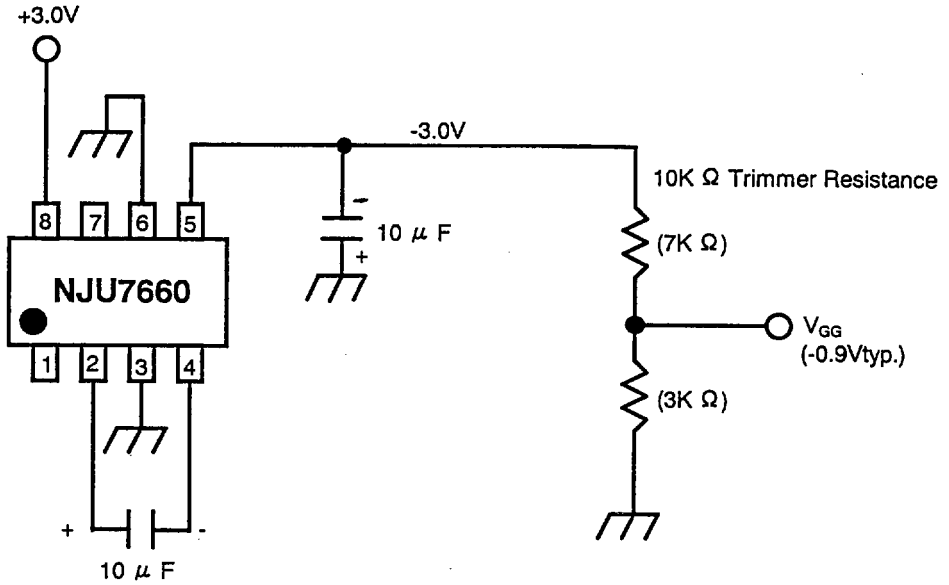 +3.0V
-3.0V
10K Ω Trimmer Resistance
8 7 6 5
-
10 μ F
+
(7K Ω)
NJU7660
VGG
(-0.9Vtyp.)
1 2 3 4
(3K Ω)
+ -
10 μ F